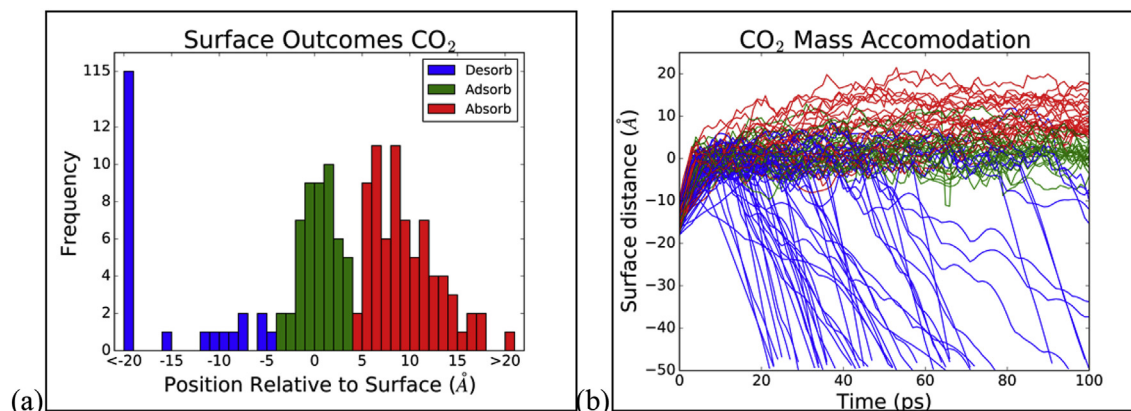 Surface Outcomes CO₂
115
12
10
8
6
4
2
0
Frequency
Desorb
Adsorb
Absorb
<-20 -15 -10 -5 0 5 10 15 >20
Position Relative to Surface (Å)
(a)
CO₂ Mass Accomodation
20
10
0
-10
-20
-30
-40
-50
Surface distance (Å)
0 20 40 60 80 100
Time (ps)
(b)